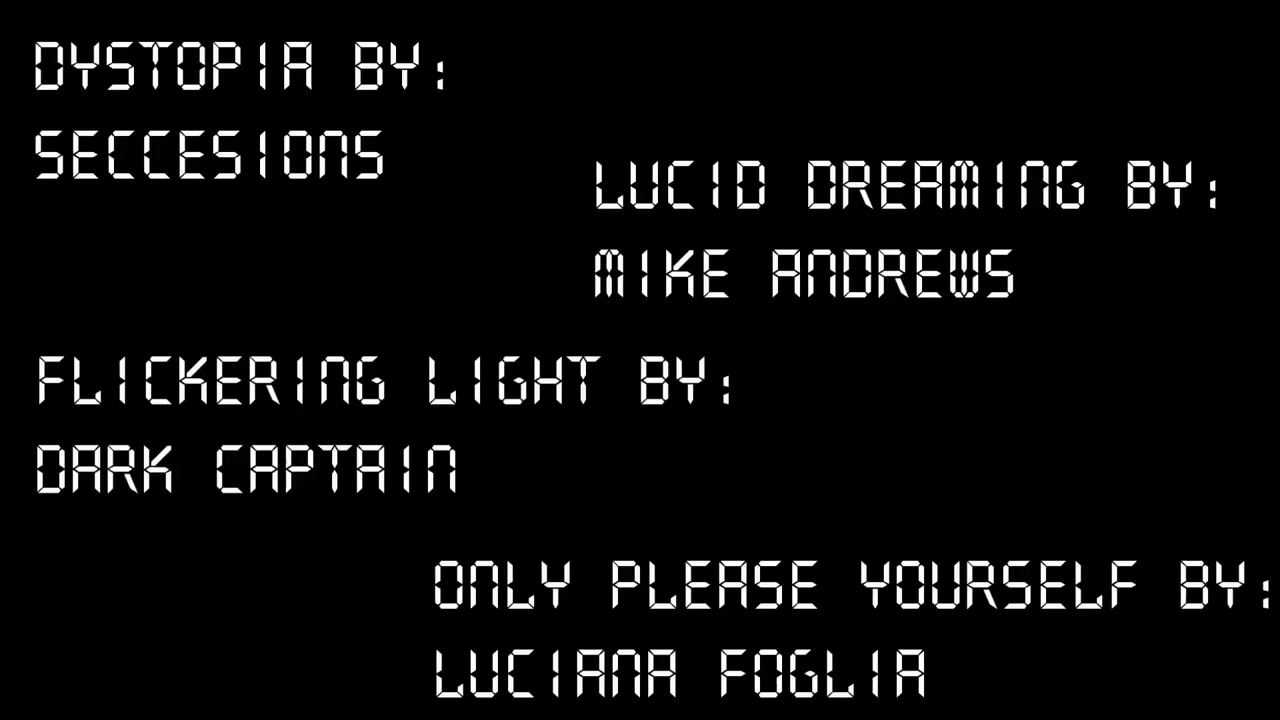 DYSTOPIA BY:
SECCESIONS
LUCID DREAMING BY:
MIKE ANDREWS
FLICKERING LIGHT BY:
DARK CAPTAIN
ONLY PLEASE YOURSELF BY:
LUCIANA FOGLIA